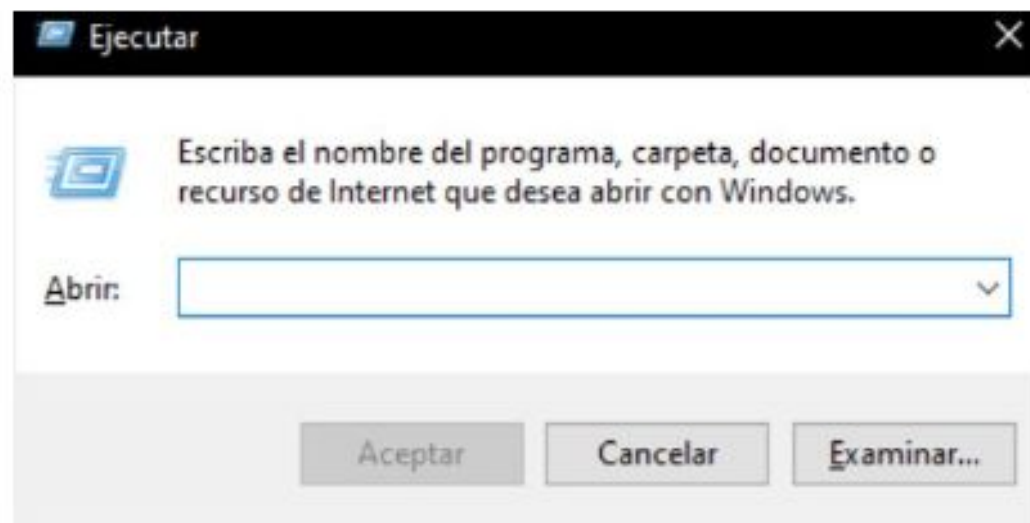 Ejecutar
Escriba el nombre del programa, carpeta, documento o
recurso de Internet que desea abrir con Windows.
Abrir:
Aceptar
Cancelar
Examinar...